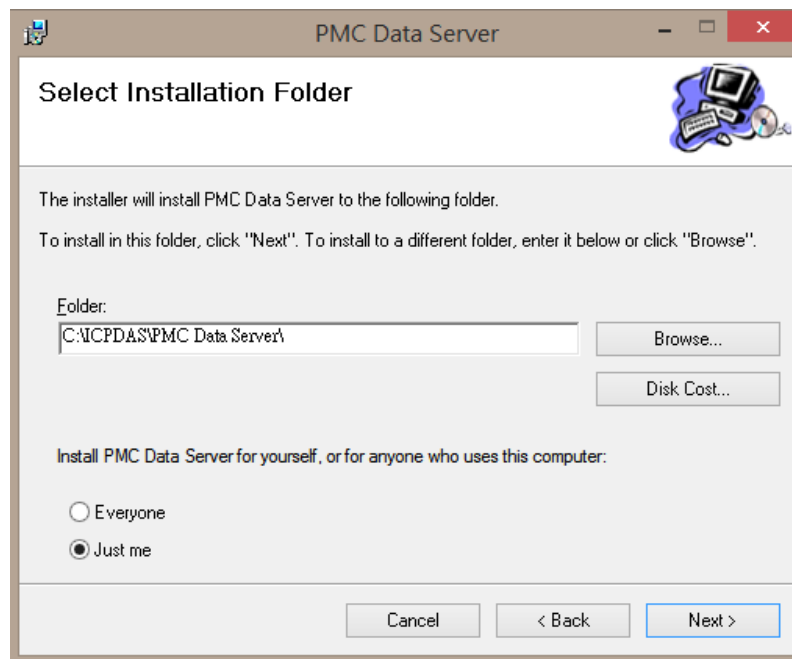 PMC Data Server
Select Installation Folder
The installer will install PMC Data Server to the following folder.
To install in this folder, click "Next". To install to a different folder, enter it below or click "Browse".
Folder:
C:\ICPDAS\PMC Data Server\
Browse...
Disk Cost...
Install PMC Data Server for yourself, or for anyone who uses this computer:
Everyone
Just me
Cancel
< Back
Next >